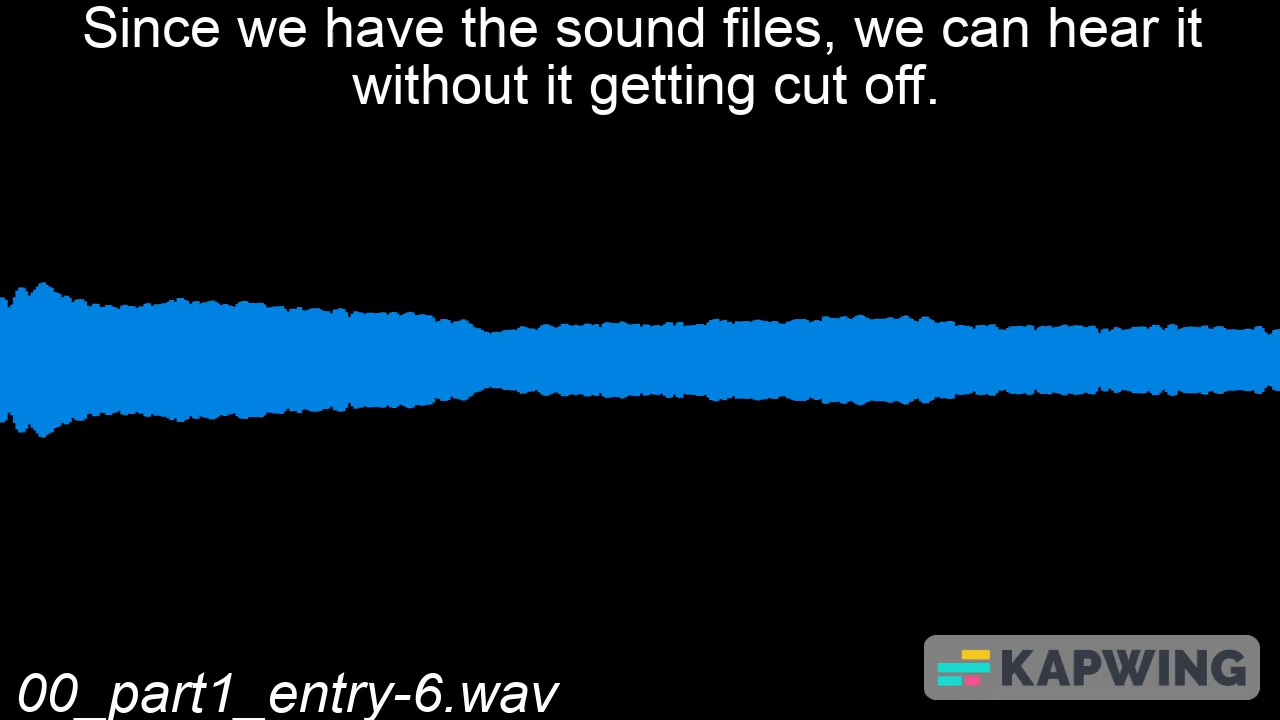 Since we have the sound files, we can hear it
without it getting cut off.
00_part1_entry-6.wav
KAPWING